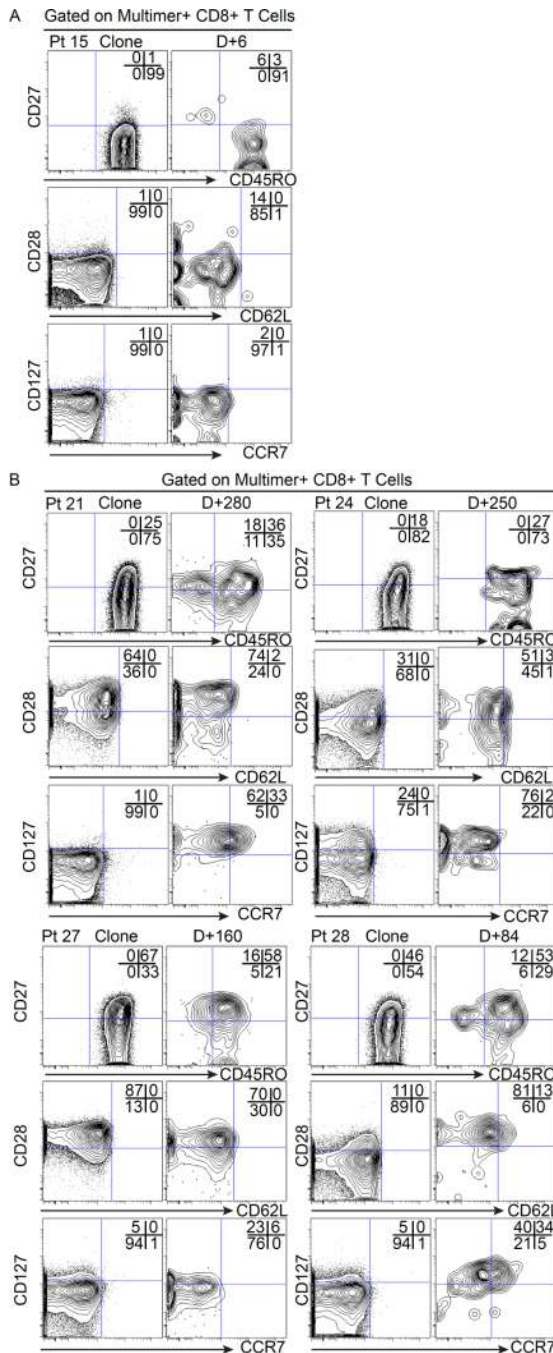 A Gated on Multimer+ CD8+ T Cells
Pt 15 Clone D+6
CD27
0|1
0|99
6|3
0|91
CD45RO
CD28
1|0
99|0
14|0
85|1
CD62L
CD127
1|0
99|0
2|0
97|1
CCR7
B Gated on Multimer+ CD8+ T Cells
Pt 21 Clone D+280 Pt 24 Clone D+250
CD27
0|25
0|75
18|36
11|35
CD45RO
CD27
0|18
0|82
0|27
0|73
CD45RO
CD28
64|0
36|0
74|2
24|0
CD62L
CD28
31|0
68|0
51|3
45|1
CD62L
CD127
1|0
99|0
62|33
5|0
CCR7
CD127
24|0
75|1
76|2
22|0
CCR7
Pt 27 Clone D+160 Pt 28 Clone D+84
CD27
0|67
0|33
16|58
5|21
CD45RO
CD27
0|46
0|54
12|53
6|29
CD45RO
CD28
87|0
13|0
70|0
30|0
CD62L
CD28
11|0
89|0
81|13
6|0
CD62L
CD127
5|0
94|1
23|6
76|0
CCR7
CD127
5|0
94|1
40|34
21|5
CCR7